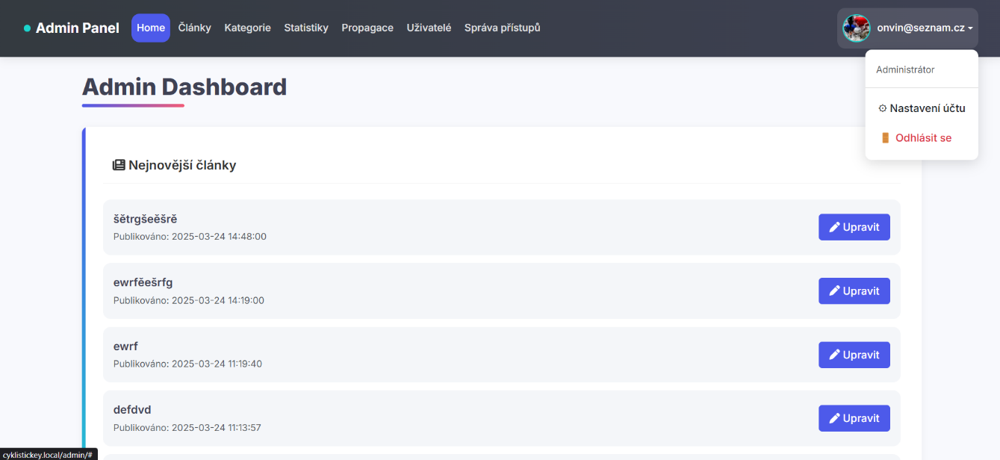 Admin Panel Home Články Kategorie Statistiky Propagace Uživatelé Správa přístupů onvin@seznam.cz
Administrátor
Nastavení účtu
Odhlásit se
Admin Dashboard
Nejnovější články
šětrgšeěšrě
Publikováno: 2025-03-24 14:48:00
Upravit
ewrfěešrfg
Publikováno: 2025-03-24 14:19:00
Upravit
ewrf
Publikováno: 2025-03-24 11:19:40
Upravit
defdvd
Publikováno: 2025-03-24 11:13:57
Upravit
cyklistickey.local/admin/#